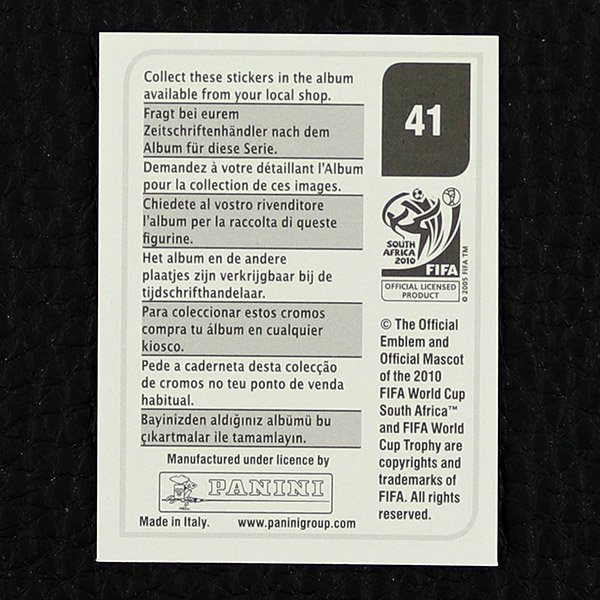 Collect these stickers in the album
available from your local shop.
Fragt bei eurem
Zeitschriftenhändler nach dem
Album für diese Serie.
Demandez à votre détaillant l'Album
pour la collection de ces images.
Chiedete al vostro rivenditore
l'album per la raccolta di queste
figurine.
Het album en de andere
plaatjes zijn verkrijgbaar bij de
tijdschrifthandelaar.
Para coleccionar estos cromos
compra tu álbum en cualquier
kiosco.
Pede a caderneta desta colecção
de cromos no teu ponto de venda
habitual.
Bayinizden aldığınız albümü bu
çıkartmalar ile tamamlayın.
Manufactured under licence by
PANINI
Made in Italy. www.paninigroup.com
41
SOUTH
AFRICA
2010
FIFA
OFFICIAL LICENSED
PRODUCT
© 2005 FIFA TM
© The Official
Emblem and
Official Mascot
of the 2010
FIFA World Cup
South Africa™
and FIFA World
Cup Trophy are
copyrights and
trademarks of
FIFA. All rights
reserved.